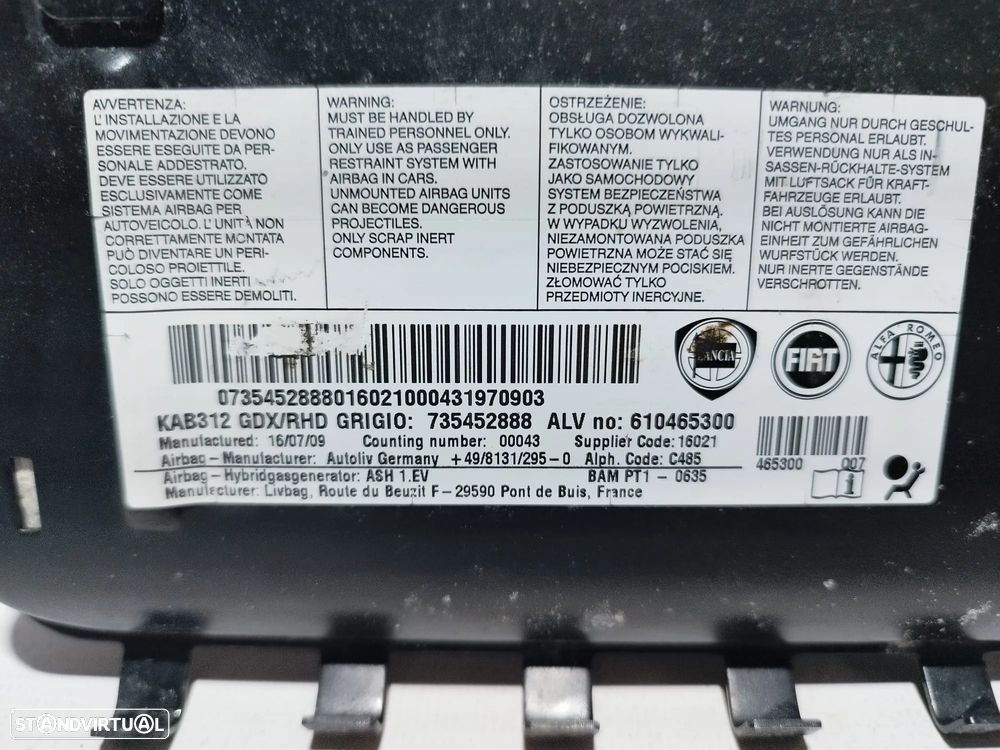 AVVERTENZA:
L'INSTALLAZIONE E LA
MOVIMENTAZIONE DEVONO
ESSERE ESEGUITE DA PER-
SONALE ADDESTRATO.
DEVE ESSERE UTILIZZATO
ESCLUSIVAMENTE COME
SISTEMA AIRBAG PER
AUTOVEICOLO. L'UNITÀ NON
CORRETTAMENTE MONTATA
PUÒ DIVENTARE UN PERI-
COLOSO PROIETTILE.
SOLO OGGETTI INERTI
POSSONO ESSERE DEMOLITI.
WARNING:
MUST BE HANDLED BY
TRAINED PERSONNEL ONLY.
ONLY USE AS PASSENGER
RESTRAINT SYSTEM WITH
AIRBAG IN CARS.
UNMOUNTED AIRBAG UNITS
CAN BECOME DANGEROUS
PROJECTILES.
ONLY SCRAP INERT
COMPONENTS.
OSTRZEŻENIE:
OBSŁUGA DOZWOLONA
TYLKO OSOBOM WYKWALI-
FIKOWANYM.
ZASTOSOWANIE TYLKO
JAKO SAMOCHODOWY
SYSTEM BEZPIECZEŃSTWA
Z PODUSZKĄ POWIETRZNĄ.
W WYPADKU WYZWOLENIA,
NIEZAMONTOWANA PODUSZKA
POWIETRZNA MOŻE STAĆ SIĘ
NIEBEZPIECZNYM POCISKIEM.
ZŁOMOWAĆ TYLKO
PRZEDMIOTY INERCYJNE.
WARNUNG:
UMGANG NUR DURCH GESCHUL-
TES PERSONAL ERLAUBT.
VERWENDUNG NUR ALS IN-
SASSEN-RÜCKHALTE-SYSTEM
MIT LUFTSACK FÜR KRAFT-
FAHRZEUGE ERLAUBT.
BEI AUSLÖSUNG KANN DIE
NICHT MONTIERTE AIRBAG-
EINHEIT ZUM GEFÄHRLICHEN
WURFSTÜCK WERDEN.
NUR INERTE GEGENSTÄNDE
VERSCHROTTEN.
LANCIA
FIAT
ALFA ROMEO
0735452888016021000431970903
KAB312 GDX/RHD GRIGIO: 735452888 ALV no: 610465300
Manufactured: 16/07/09 Counting number: 00043 Supplier Code: 16021
Airbag - Manufacturer: Autoliv Germany +49/8131/295-0 Alph. Code: C485
Airbag - Hybridgasgenerator: ASH 1.EV BAM PT1 - 0635
Manufacturer: Livbag, Route du Beuzit F - 29590 Pont de Buis, France
465300 007
i
STANDVIRTUAL